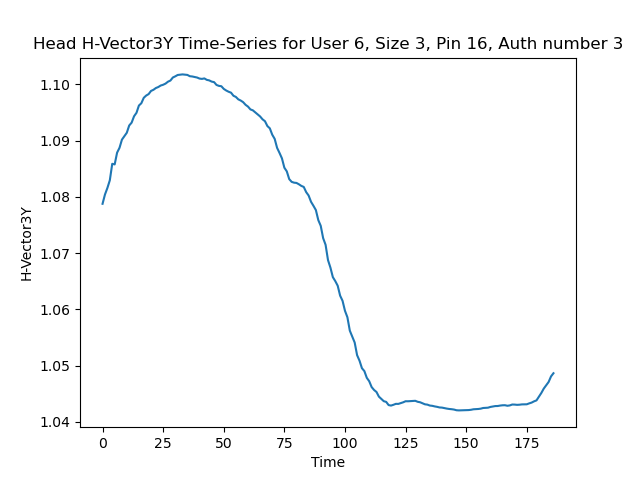 Head H-Vector3Y Time-Series for User 6, Size 3, Pin 16, Auth number 3
H-Vector3Y
1.10
1.09
1.08
1.07
1.06
1.05
1.04
0 25 50 75 100 125 150 175
Time